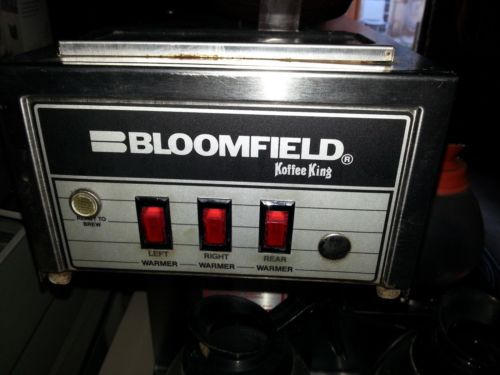 BLOOMFIELD®
Koffee King
READY TO
BREW
LEFT
WARMER
RIGHT
WARMER
REAR
WARMER